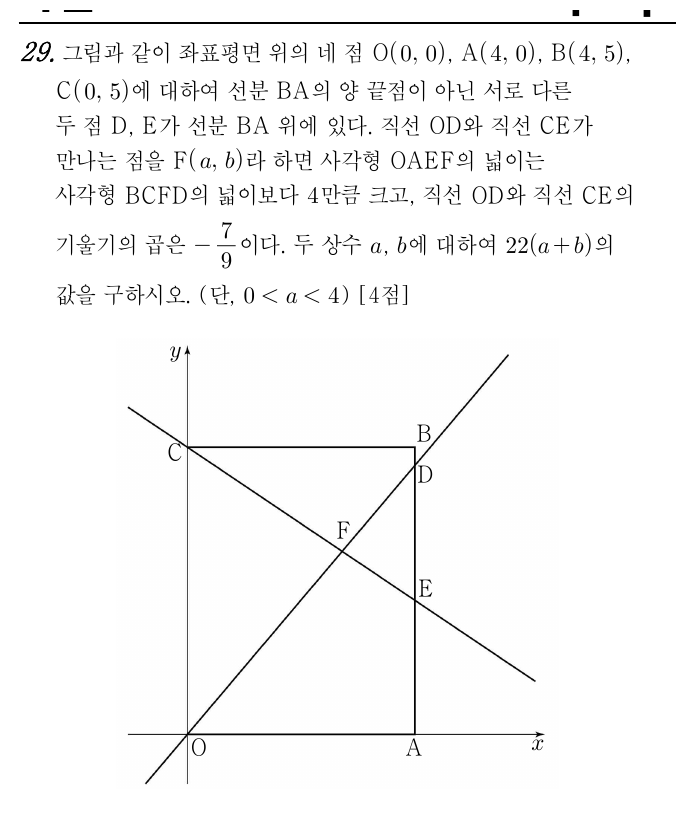 29. 그림과 같이 좌표평면 위의 네 점 O(0, 0), A(4, 0), B(4, 5),
C(0, 5)에 대하여 선분 BA의 양 끝점이 아닌 서로 다른
두 점 D, E가 선분 BA 위에 있다. 직선 OD와 직선 CE가
만나는 점을 F(a, b)라 하면 사각형 OAEF의 넓이는
사각형 BCFD의 넓이보다 4만큼 크고, 직선 OD와 직선 CE의
기울기의 곱은 −7/9이다. 두 상수 a, b에 대하여 22(a+b)의
값을 구하시오. (단, 0 < a < 4) [4점]
y
B
C
D
F
E
O
A
x